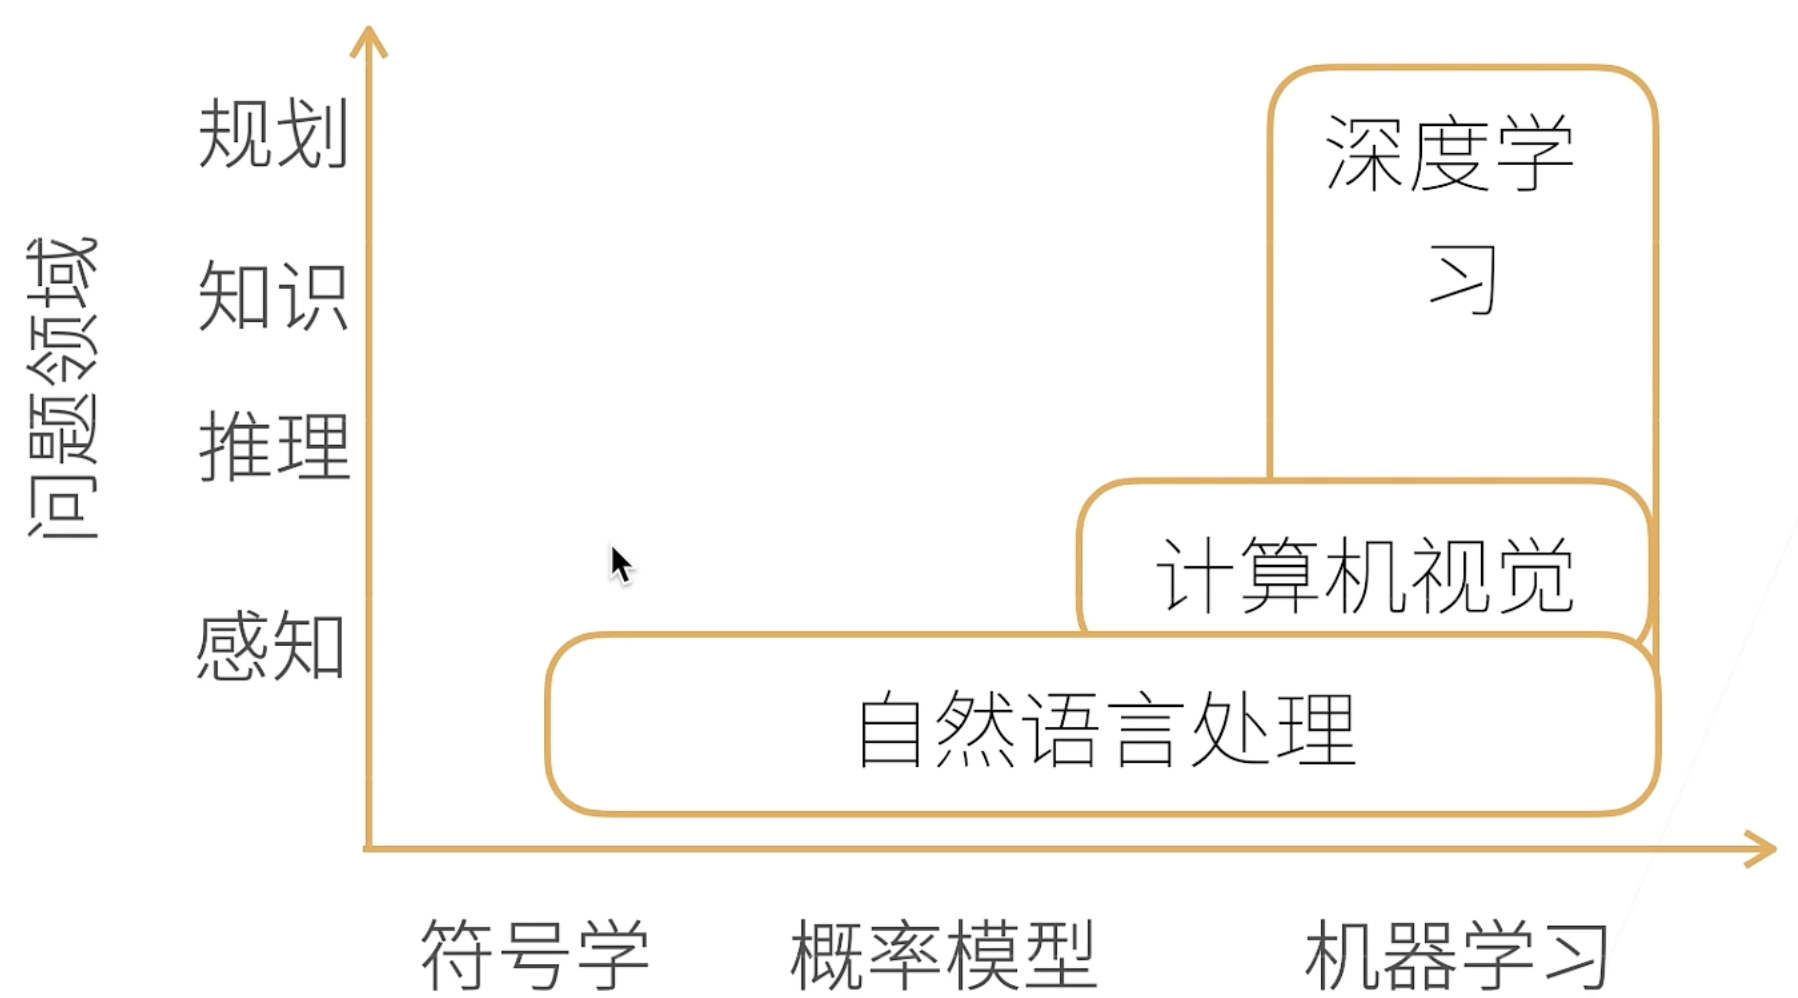 问题领域
规划
知识
推理
感知
深度学
习
计算机视觉
自然语言处理
符号学
概率模型
机器学习